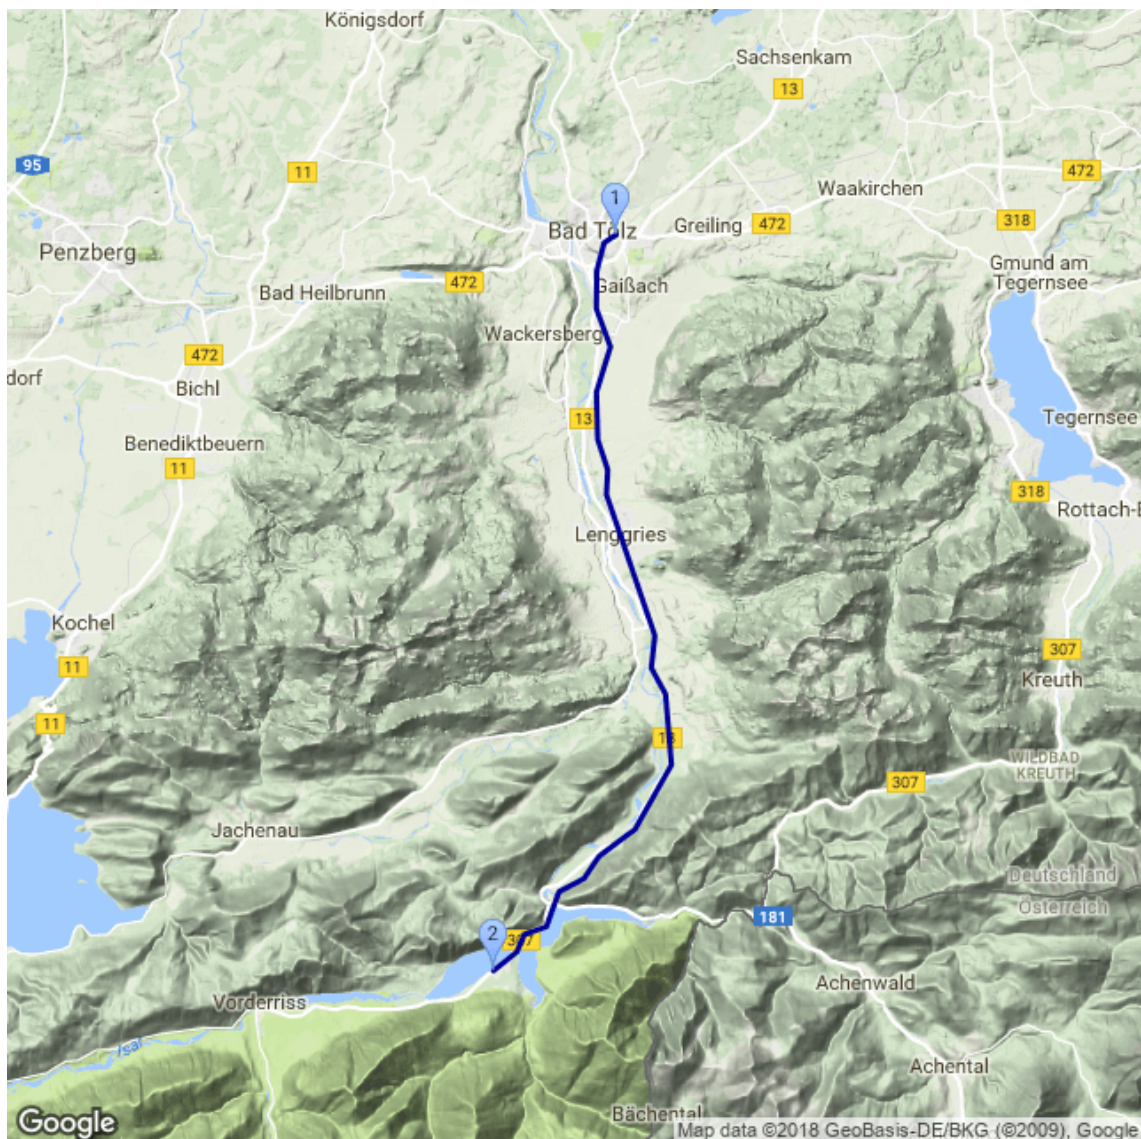 Königsdorf
Sachsenkam
13
95
11
472
Waakirchen
1
318
Bad Tölz
Greiling
472
Penzberg
Gmund am
Tegernsee
472
Gaißach
Bad Heilbrunn
Wackersberg
472
dorf
Bichl
13
Tegernsee
Benediktbeuern
11
318
Rottach-E
Lenggries
Kochel
307
11
Kreuth
11
13
WILDBAD
KREUTH
307
Jachenau
Deutschland
Österreich
181
2
307
Achenwald
Vorderriss
Isar
Achental
Bächental
Google
Map data ©2018 GeoBasis-DE/BKG (©2009), Google